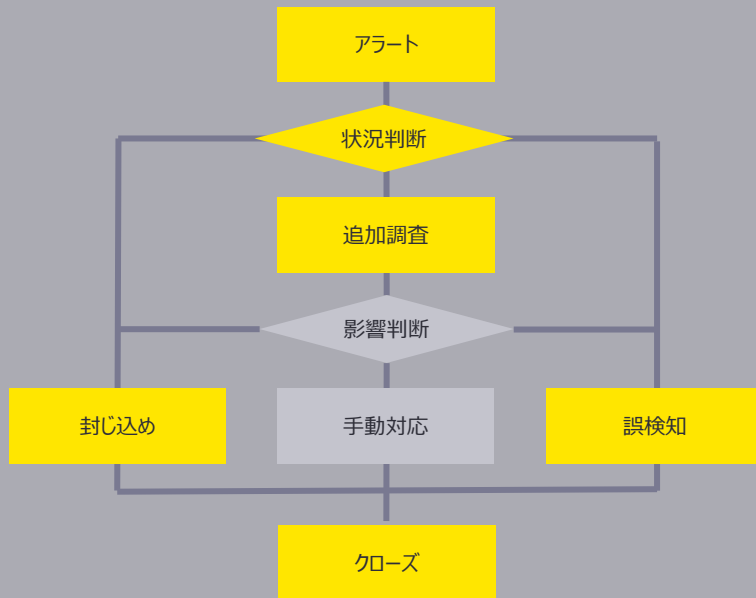 アラート
状況判断
追加調査
影響判断
封じ込め
手動対応
誤検知
クローズ